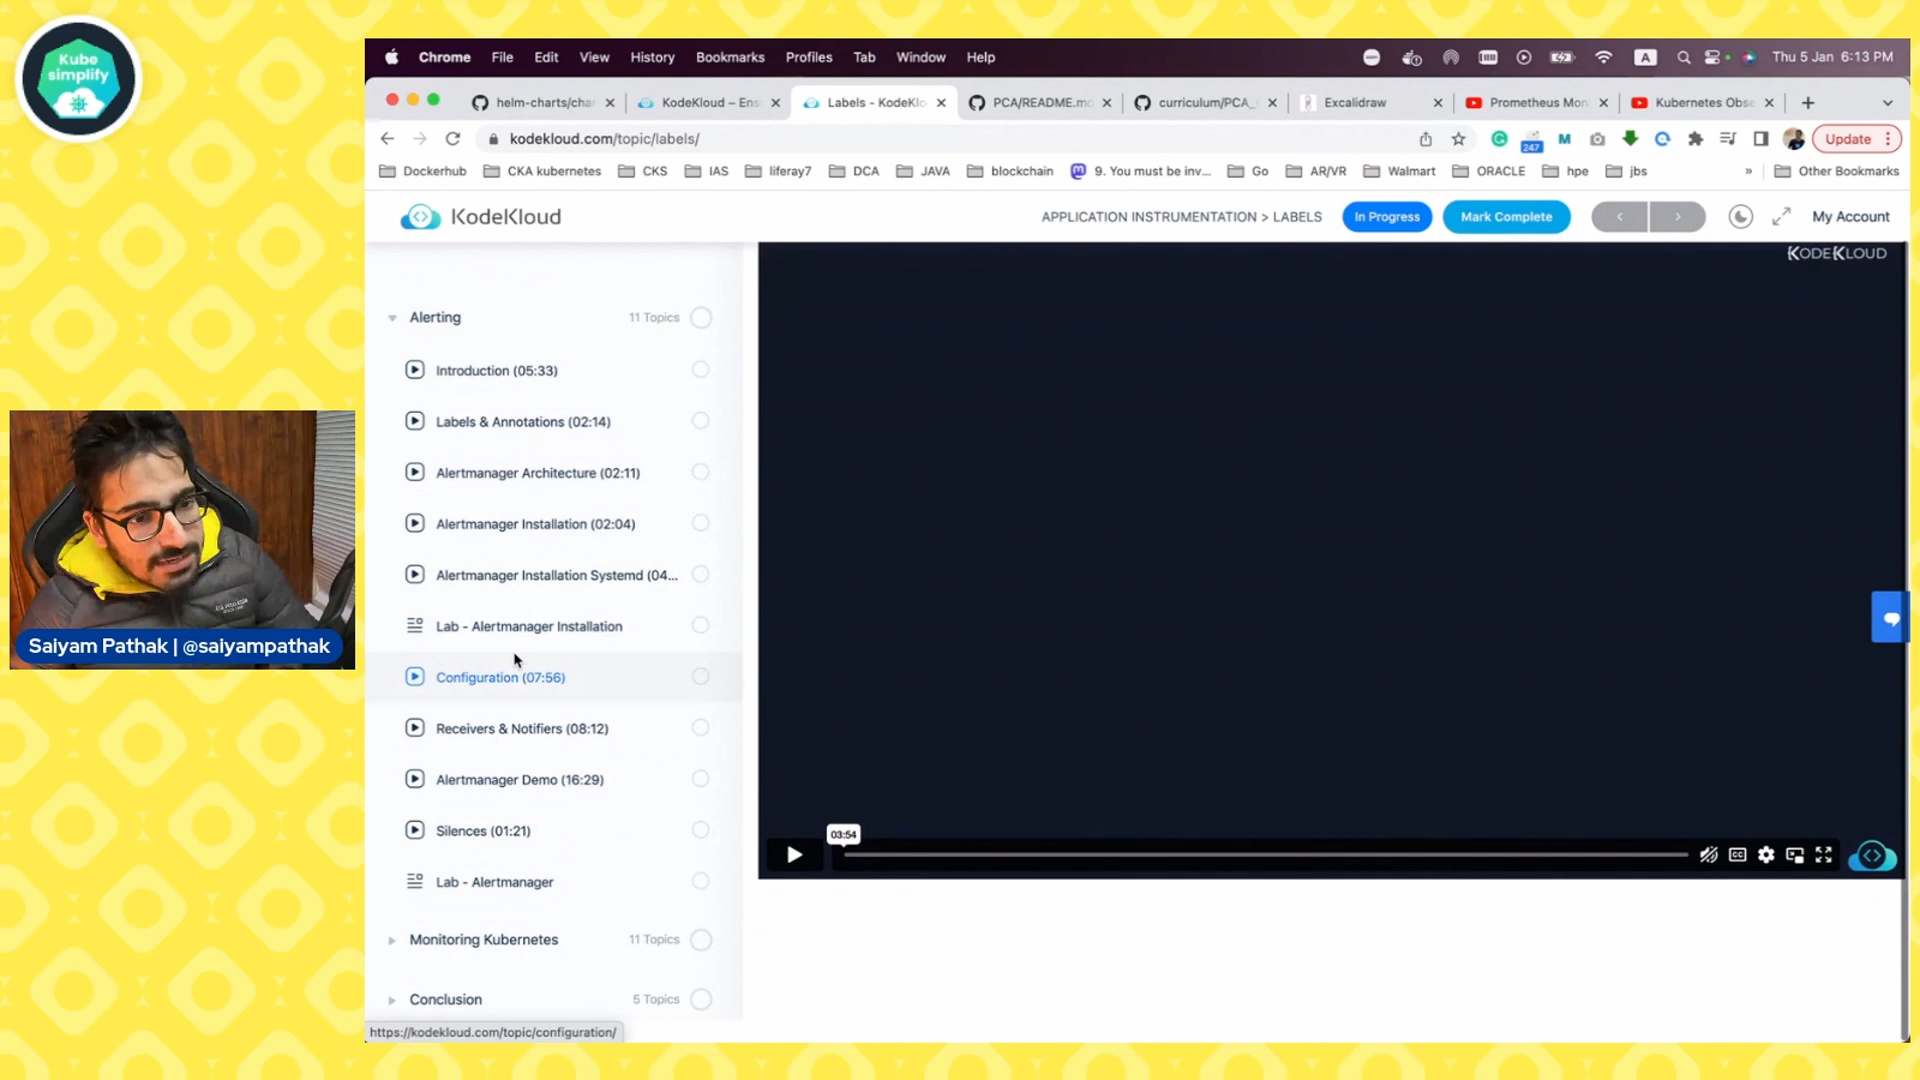 Kube
simplify
Chrome File Edit View History Bookmarks Profiles Tab Window Help
A
Thu 5 Jan 6:13 PM
helm-charts/cha
KodeKloud – Ens
Labels - KodeKlo
PCA/README.m
curriculum/PCA_
Excalidraw
Prometheus Mon
Kubernetes Obse
kodekloud.com/topic/labels/
247
M
Update
Dockerhub
CKA kubernetes
CKS
IAS
liferay7
DCA
JAVA
blockchain
9. You must be inv...
Go
AR/VR
Walmart
ORACLE
hpe
jbs
»
Other Bookmarks
KodeKloud
APPLICATION INSTRUMENTATION > LABELS
In Progress
Mark Complete
<
>
My Account
KODEKLOUD
Alerting
11 Topics
Introduction (05:33)
Labels & Annotations (02:14)
Alertmanager Architecture (02:11)
Alertmanager Installation (02:04)
Alertmanager Installation Systemd (04...
Lab - Alertmanager Installation
Configuration (07:56)
Receivers & Notifiers (08:12)
Alertmanager Demo (16:29)
Silences (01:21)
Lab - Alertmanager
Monitoring Kubernetes
11 Topics
Conclusion
5 Topics
https://kodekloud.com/topic/configuration/
03:54
CC
Saiyam Pathak | @saiyampathak